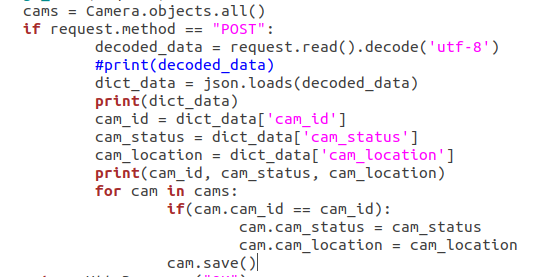 cams = Camera.objects.all()
if request.method == "POST":
decoded_data = request.read().decode('utf-8')
#print(decoded_data)
dict_data = json.loads(decoded_data)
print(dict_data)
cam_id = dict_data['cam_id']
cam_status = dict_data['cam_status']
cam_location = dict_data['cam_location']
print(cam_id, cam_status, cam_location)
for cam in cams:
if(cam.cam_id == cam_id):
cam.cam_status = cam_status
cam.cam_location = cam_location
cam.save()